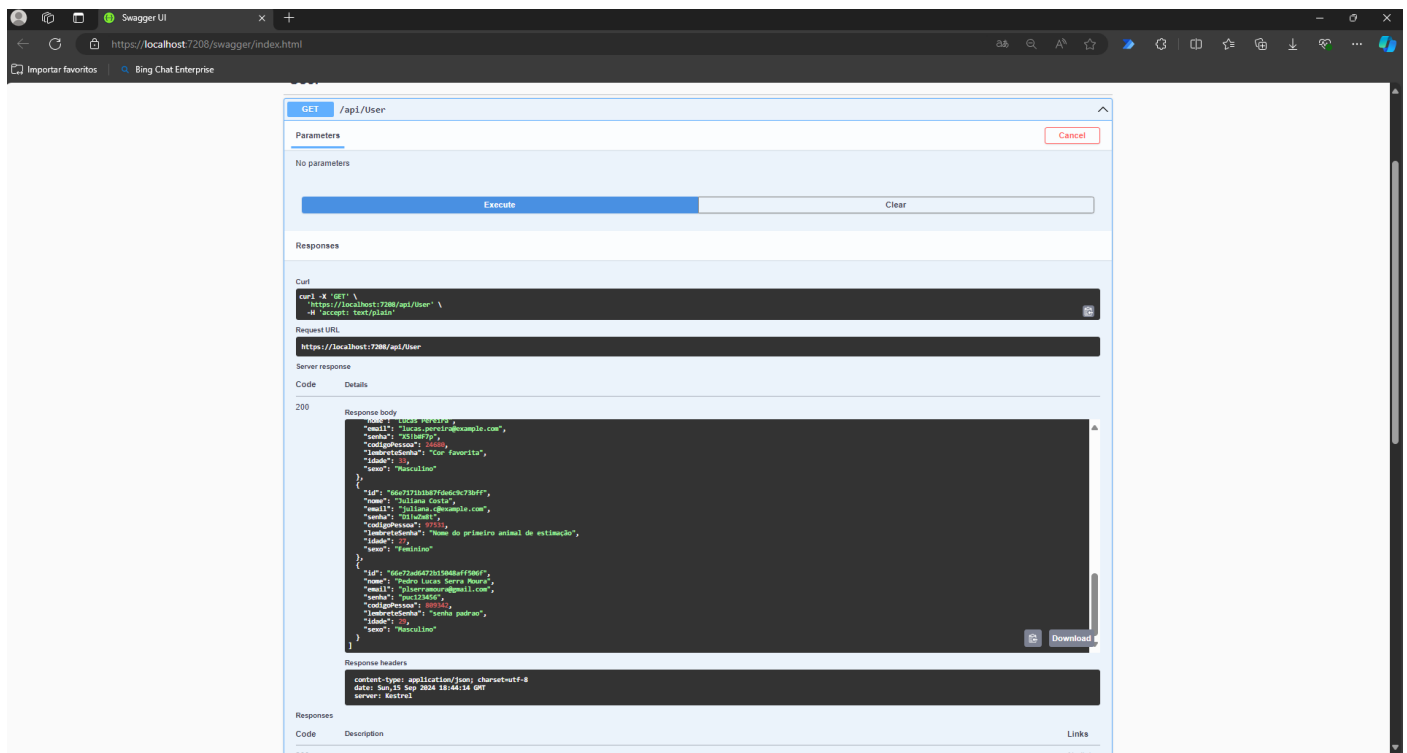 Swagger UI
https://localhost:7208/swagger/index.html
Importar favoritos
Bing Chat Enterprise
GET /api/User
Parameters
Cancel
No parameters
Execute
Clear
Responses
Curl
curl -X 'GET' \
'https://localhost:7208/api/User' \
-H 'accept: text/plain'
Request URL
https://localhost:7208/api/User
Server response
Code Details
200
Response body
"nome": "Lucas Pereira",
"email": "lucas.pereira@example.com",
"senha":
"codigoPessoa": 24680,
"lembreteSenha": "Cor favorita",
"idade": 33,
"sexo": "Masculino"
},
{
"id": "66e7171b1b87fde6c9c73bff",
"nome": "Juliana Costa",
"email": "juliana.c@example.com",
"senha":
"codigoPessoa": 97531,
"lembreteSenha": "Nome do primeiro animal de estimação",
"idade": 27,
"sexo": "Feminino"
},
{
"id": "66e72ad6472b15048aff506f",
"nome": "Pedro Lucas Serra Moura",
"email": "plserramoura@gmail.com",
"senha": "puc123456",
"codigoPessoa": 809342,
"lembreteSenha": "senha padrao",
"idade": 29,
"sexo": "Masculino"
}
]
Download
Response headers
content-type: application/json; charset=utf-8
date: Sun,15 Sep 2024 18:44:14 GMT
server: Kestrel
Responses
Code Description Links